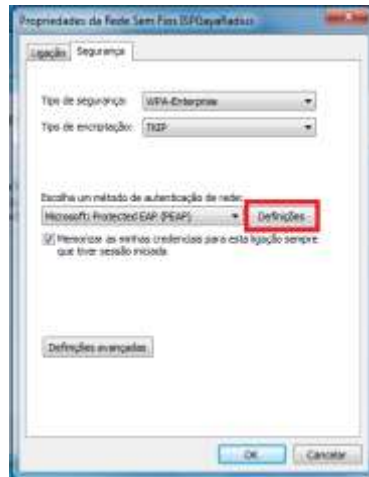 Propriedades da Rede Sem Fios ISPGayaRadius
Ligação Segurança
Tipo de segurança: WPA-Enterprise
Tipo de encriptação: TKIP
Escolha um método de autenticação de rede:
Microsoft: Protected EAP (PEAP) Definições
Memorizar as minhas credenciais para esta ligação sempre
que tiver sessão iniciada
Definições avançadas
OK Cancelar